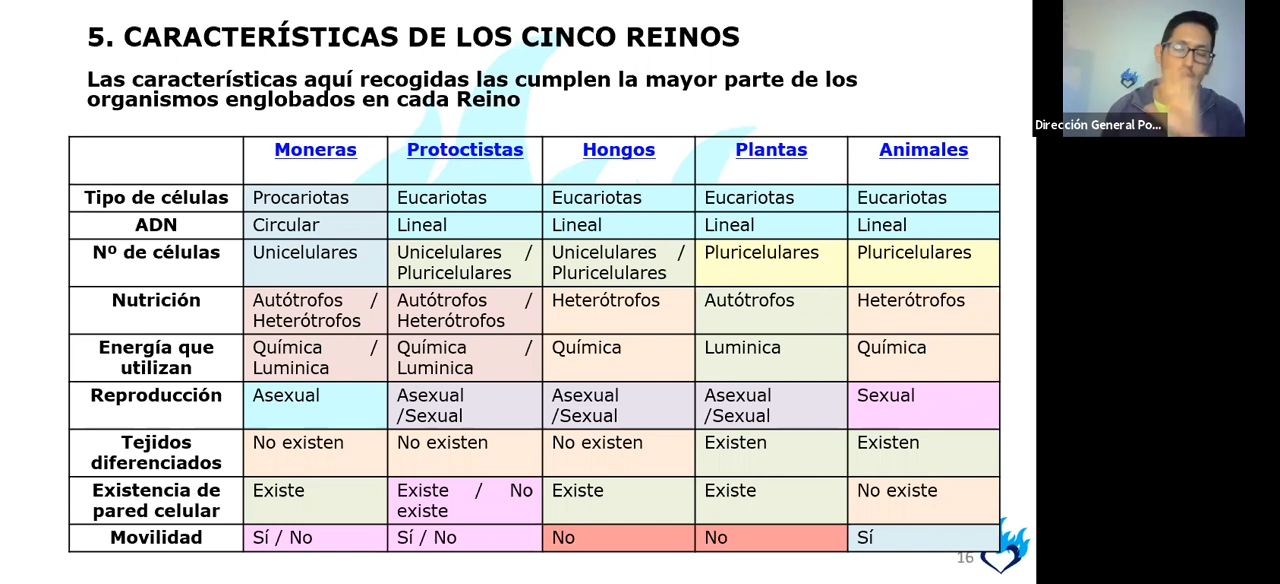 5. CARACTERÍSTICAS DE LOS CINCO REINOS
Las características aquí recogidas las cumplen la mayor parte de los
organismos englobados en cada Reino
Moneras Protoctistas Hongos Plantas Animales
Tipo de células Procariotas Eucariotas Eucariotas Eucariotas Eucariotas
ADN Circular Lineal Lineal Lineal Lineal
Nº de células Unicelulares Unicelulares / Unicelulares / Pluricelulares Pluricelulares
Pluricelulares Pluricelulares
Nutrición Autótrofos / Autótrofos / Heterótrofos Autótrofos Heterótrofos
Heterótrofos Heterótrofos
Energía que Química / Química / Química Luminica Química
utilizan Luminica Luminica
Reproducción Asexual Asexual Asexual Asexual Sexual
/Sexual /Sexual /Sexual
Tejidos No existen No existen No existen Existen Existen
diferenciados
Existencia de Existe Existe / No Existe Existe No existe
pared celular existe
Movilidad Sí / No Sí / No No No Sí
16
Dirección General Po...